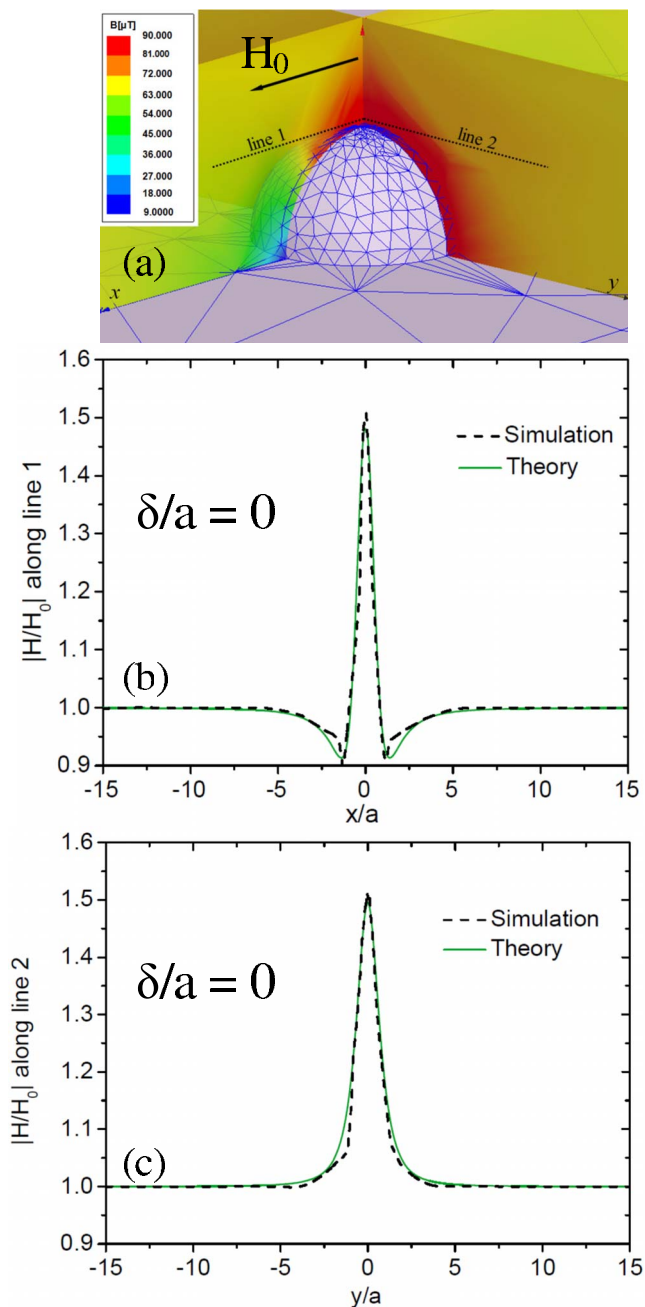 B[µT]
90.000
81.000
72.000
63.000
54.000
45.000
36.000
27.000
18.000
9.0000
H₀
line 1
line 2
(a)
x
y
1.6
1.5
1.4
1.3
1.2
1.1
1.0
0.9
|H/H₀| along line 1
Simulation
Theory
δ/a = 0
(b)
-15 -10 -5 0 5 10 15
x/a
1.6
1.5
1.4
1.3
1.2
1.1
1.0
0.9
|H/H₀| along line 2
Simulation
Theory
δ/a = 0
(c)
-15 -10 -5 0 5 10 15
y/a